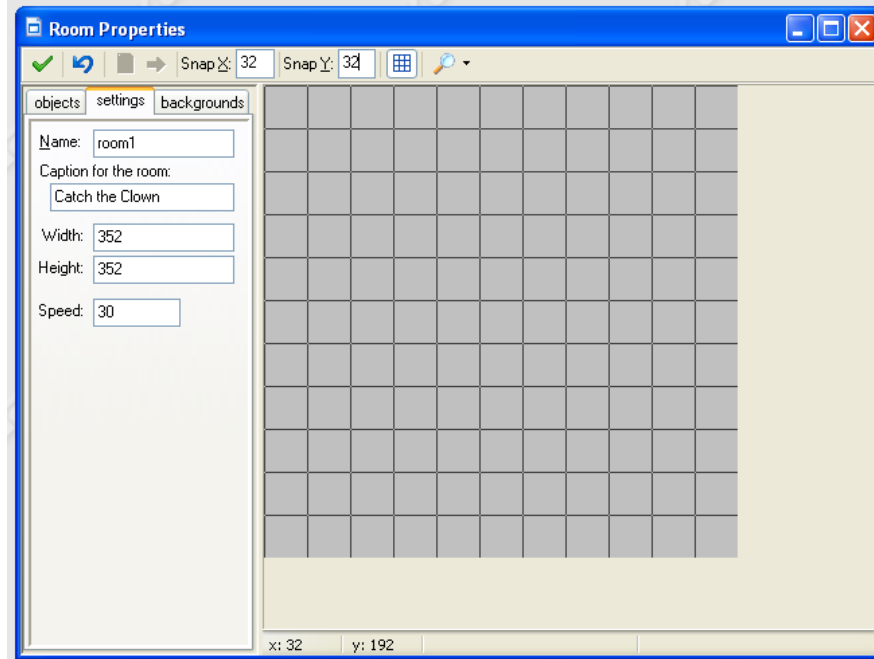 Room Properties
Snap X: 32 Snap Y: 32
objects settings backgrounds
Name: room1
Caption for the room:
Catch the Clown
Width: 352
Height: 352
Speed: 30
x: 32 y: 192